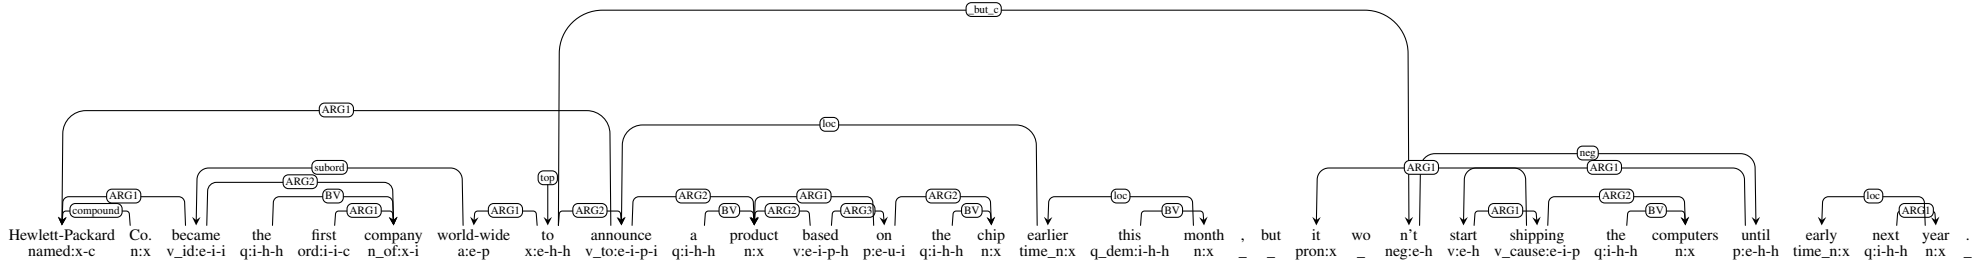 _but_c
ARG1
loc
neg
subord ARG1 ARG1
top
ARG2
ARG1 BV ARG2 ARG1 ARG2 loc ARG2 loc
compound ARG1 ARG1 ARG2 BV ARG2 ARG3 BV BV ARG1 BV ARG1
Hewlett-Packard Co. became the first company world-wide to announce a product based on the chip earlier this month , but it wo n't start shipping the computers until early next year .
named:x-c n:x v_id:e-i-i q:i-h-h ord:i-i-c n_of:x-i a:e-p x:e-h-h v_to:e-i-p-i q:i-h-h n:x v:e-i-p-h p:e-u-i q:i-h-h n:x time_n:x q_dem:i-h-h n:x _ _ pron:x _ neg:e-h v:e-h v_cause:e-i-p q:i-h-h n:x p:e-h-h time_n:x q:i-h-h n:x _